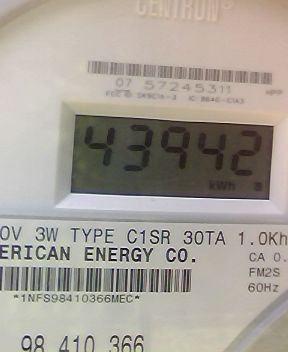 CENTRON®
07 57245311
43942
kWh
0V 3W TYPE C1SR 30TA 1.0Kh
ERICAN ENERGY CO.
CA 0.
FM2S
60Hz
*1NFS98410366MEC*
98 410 366